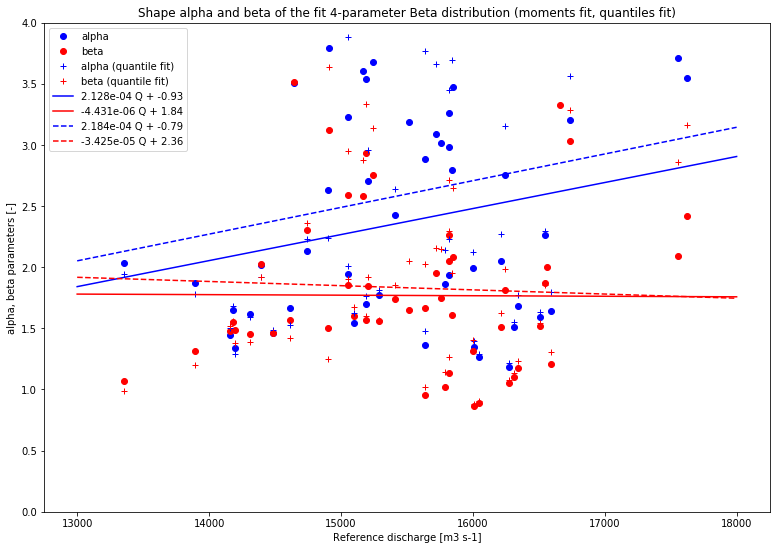 Shape alpha and beta of the fit 4-parameter Beta distribution (moments fit, quantiles fit)
alpha
beta
alpha (quantile fit)
beta (quantile fit)
2.128e-04 Q + -0.93
-4.431e-06 Q + 1.84
2.184e-04 Q + -0.79
-3.425e-05 Q + 2.36
alpha, beta parameters [-]
4.0
3.5
3.0
2.5
2.0
1.5
1.0
0.5
0.0
13000
14000
15000
16000
17000
18000
Reference discharge [m3 s-1]